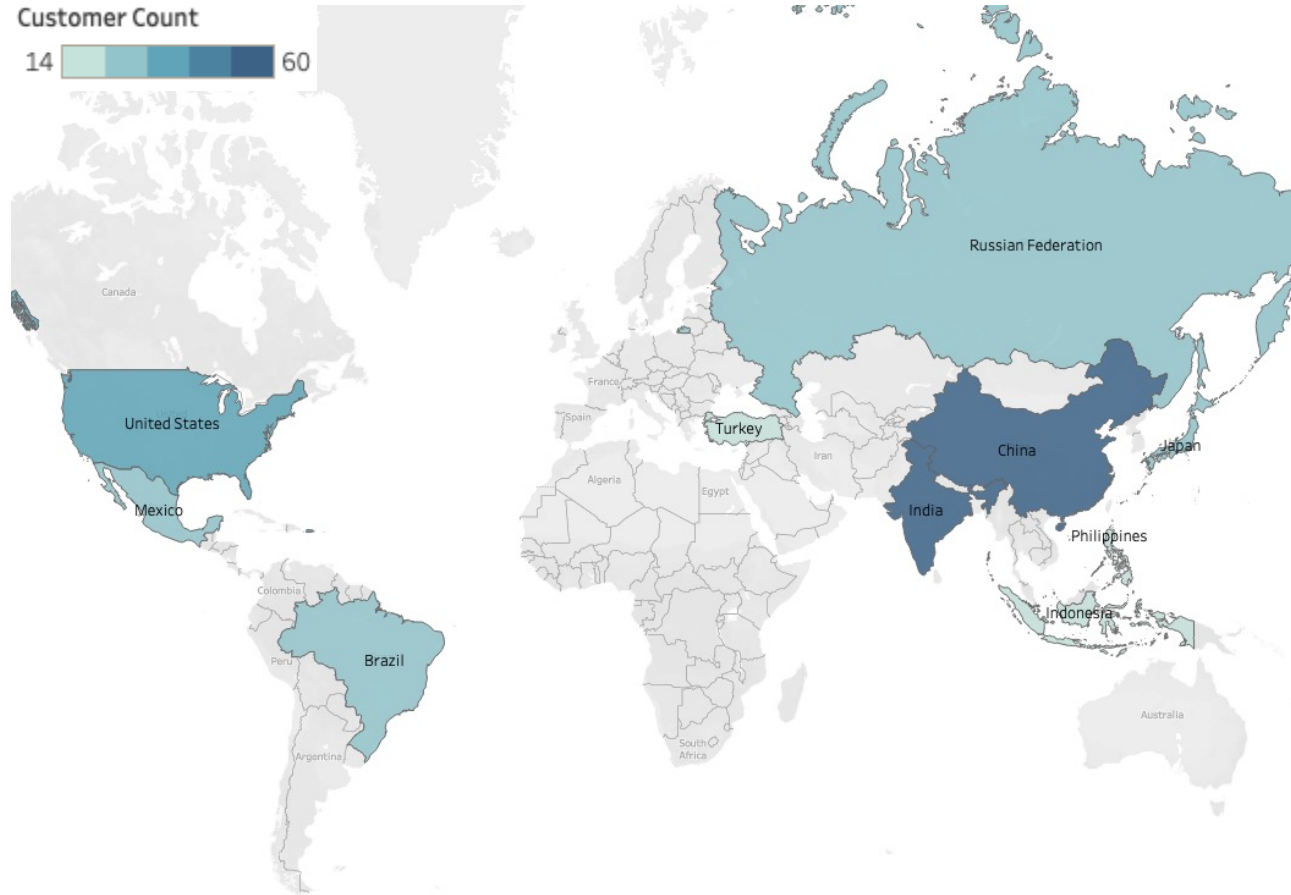 Customer Count
14 60
Russian Federation
Canada
United States
France
Spain
Turkey
China
Japan
Iran
Algeria
Egypt
Mexico
India
Philippines
Colombia
Indonesia
Brazil
Peru
Australia
South
Africa
Argentina